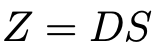 Z = DS